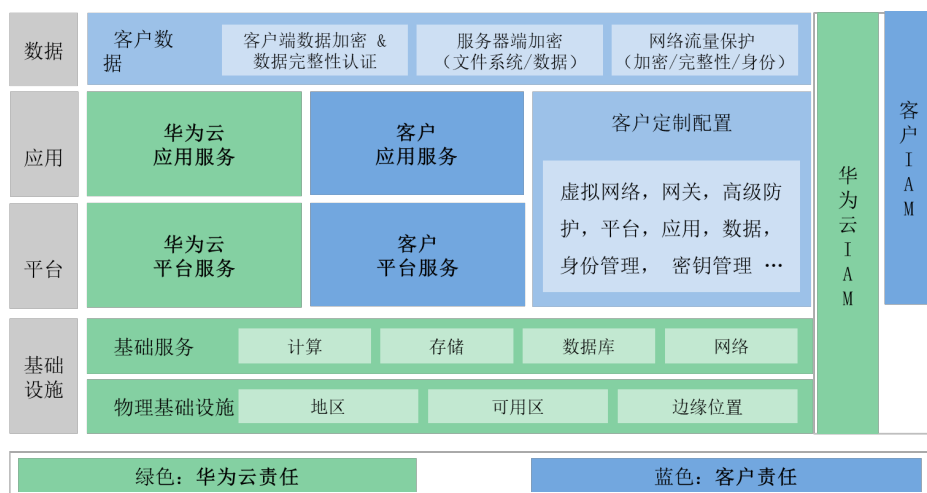 数据
客户数
据
客户端数据加密 &
数据完整性认证
服务器端加密
（文件系统/数据）
网络流量保护
（加密/完整性/身份）
应用
华为云
应用服务
客户
应用服务
客户定制配置
虚拟网络，网关，高级防
护，平台，应用，数据，
身份管理， 密钥管理 …
平台
华为云
平台服务
客户
平台服务
基础
设施
基础服务
计算
存储
数据库
网络
物理基础设施
地区
可用区
边缘位置
华为云IAM
客户IAM
绿色：华为云责任
蓝色：客户责任